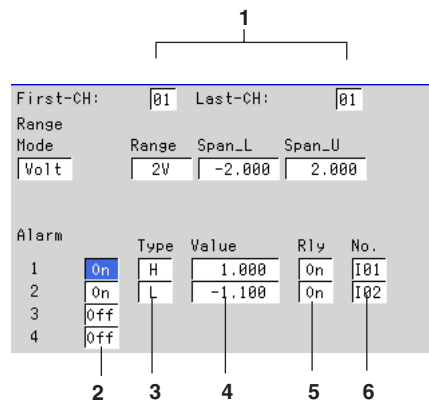 1
First-CH: 01 Last-CH: 01
Range
Mode Range Span_L Span_U
Volt 2V -2.000 2.000
Alarm
Type Value Rly No.
1 On H 1.000 On I01
2 On L -1.100 On I02
3 Off
4 Off
2 3 4 5 6